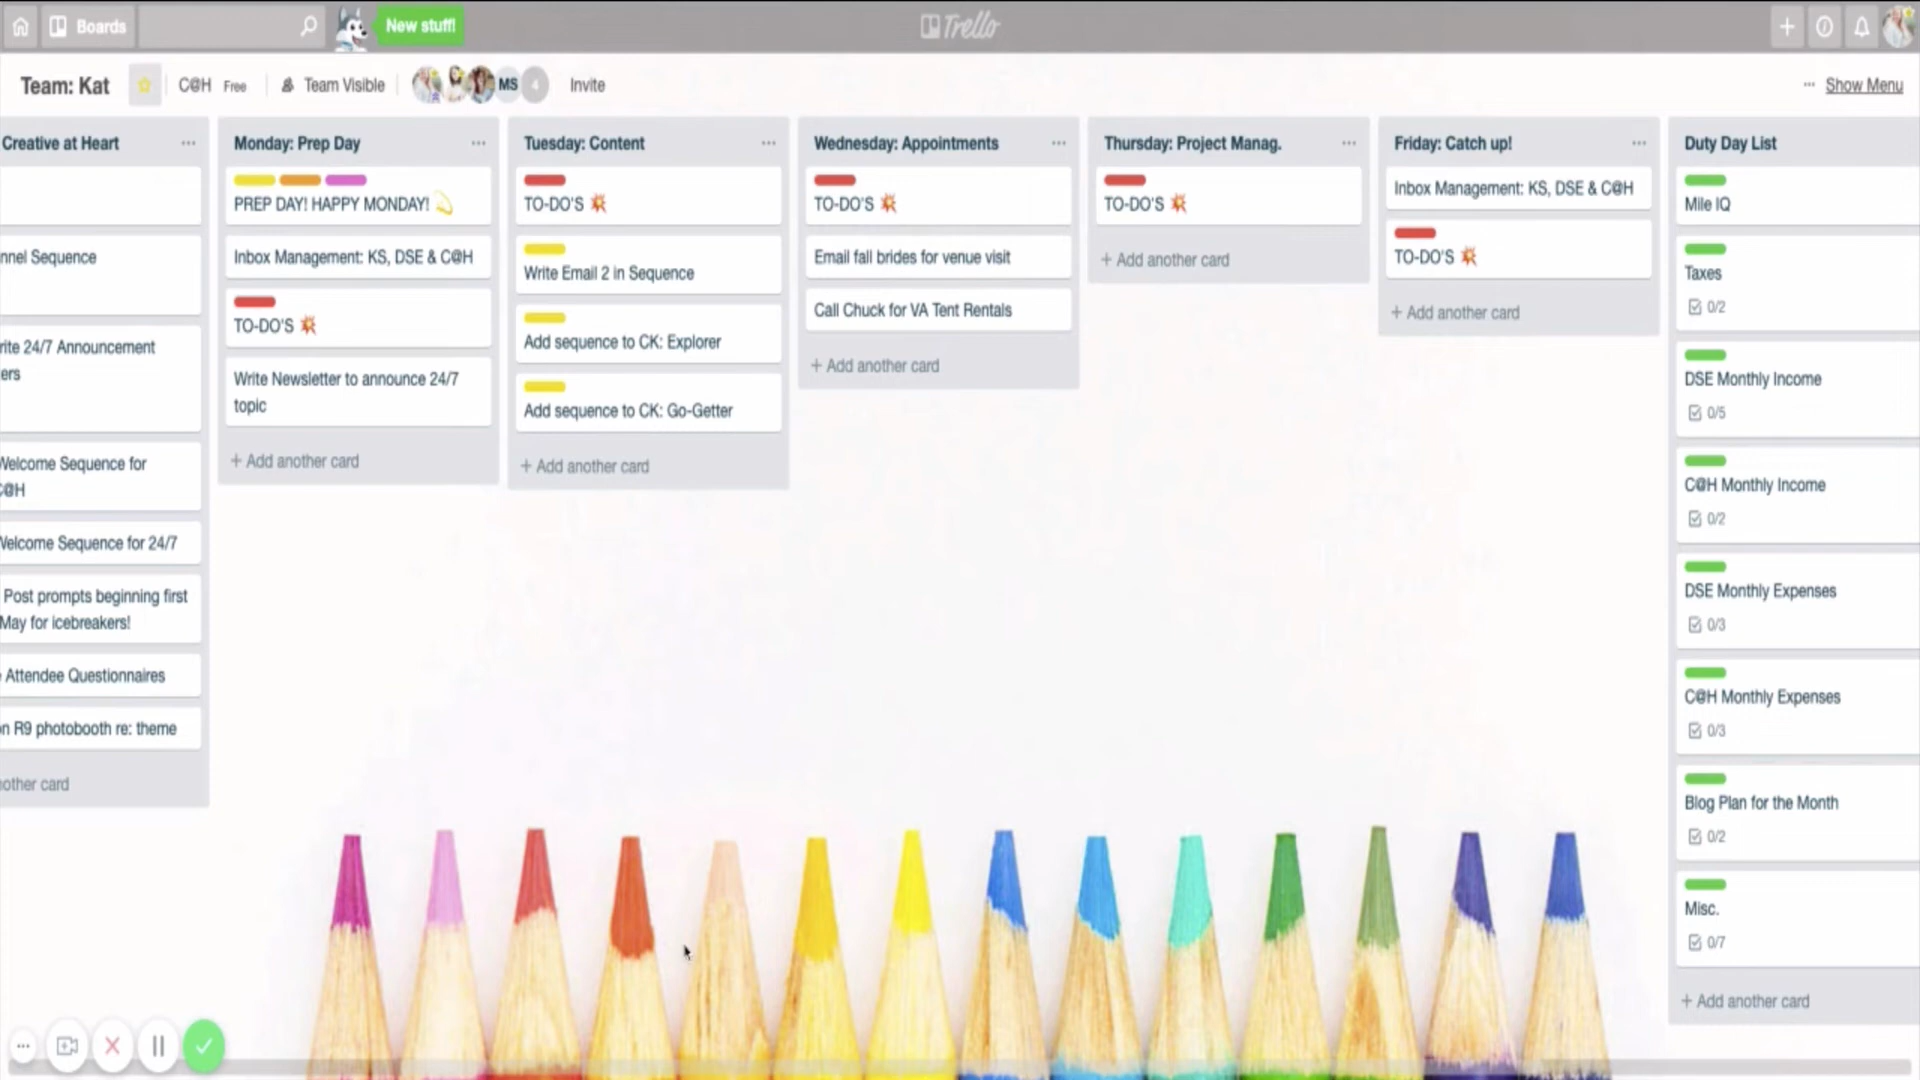 Boards
New stuff!
Trello
Team: Kat
C@H Free
Team Visible
MS
4
Invite
... Show Menu
Creative at Heart
nnel Sequence
rite 24/7 Announcement
ers
Welcome Sequence for
C@H
Welcome Sequence for 24/7
Post prompts beginning first
May for icebreakers!
Attendee Questionnaires
on R9 photobooth re: theme
nother card
Monday: Prep Day
PREP DAY! HAPPY MONDAY! 💫
Inbox Management: KS, DSE & C@H
TO-DO'S 💥
Write Newsletter to announce 24/7
topic
+ Add another card
Tuesday: Content
TO-DO'S 💥
Write Email 2 in Sequence
Add sequence to CK: Explorer
Add sequence to CK: Go-Getter
+ Add another card
Wednesday: Appointments
TO-DO'S 💥
Email fall brides for venue visit
Call Chuck for VA Tent Rentals
+ Add another card
Thursday: Project Manag.
TO-DO'S 💥
+ Add another card
Friday: Catch up!
Inbox Management: KS, DSE & C@H
TO-DO'S 💥
+ Add another card
Duty Day List
Mile IQ
Taxes
0/2
DSE Monthly Income
0/5
C@H Monthly Income
0/2
DSE Monthly Expenses
0/3
C@H Monthly Expenses
0/3
Blog Plan for the Month
0/2
Misc.
0/7
+ Add another card